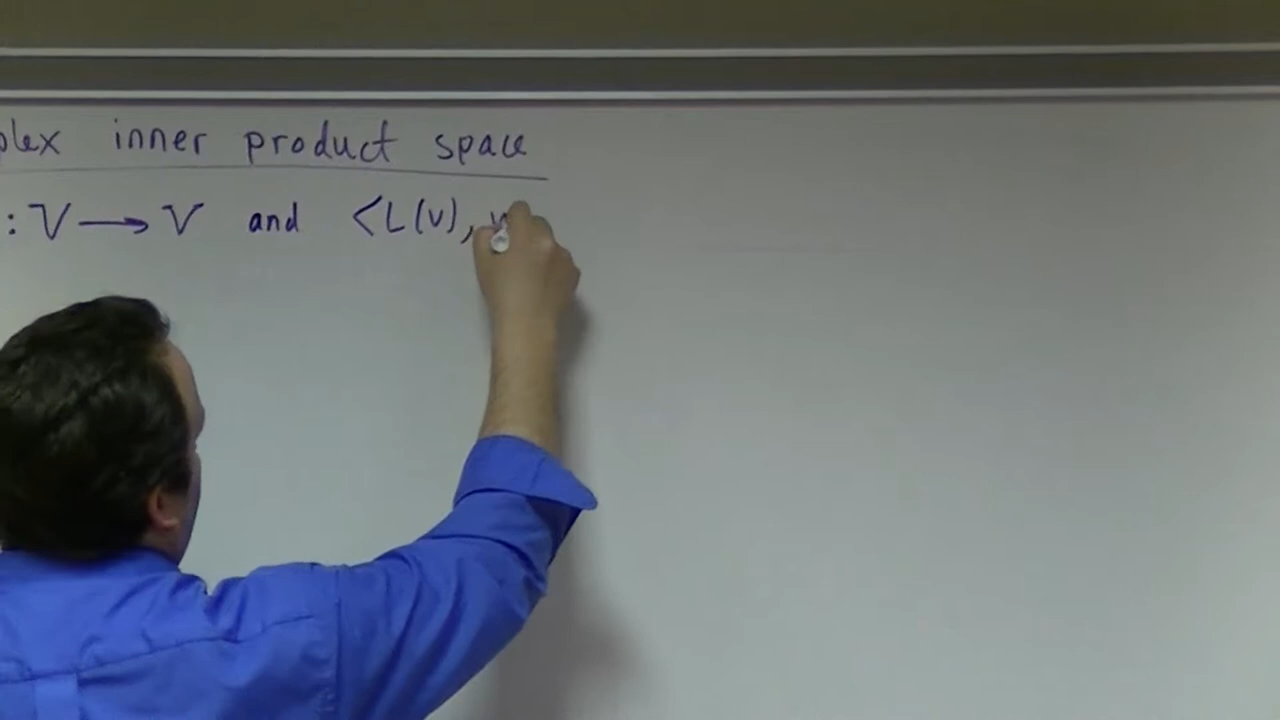 plex inner product space
: V ⟶ V and <L(v),